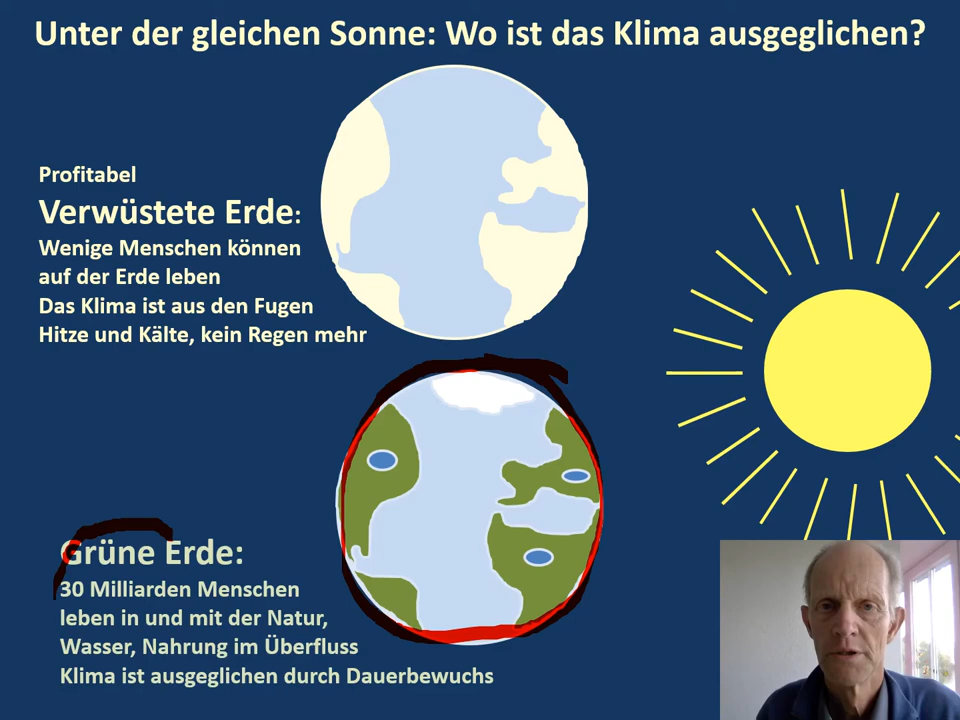 Unter der gleichen Sonne: Wo ist das Klima ausgeglichen?
Profitabel
Verwüstete Erde:
Wenige Menschen können
auf der Erde leben
Das Klima ist aus den Fugen
Hitze und Kälte, kein Regen mehr
Grüne Erde:
30 Milliarden Menschen
leben in und mit der Natur,
Wasser, Nahrung im Überfluss
Klima ist ausgeglichen durch Dauerbewuchs